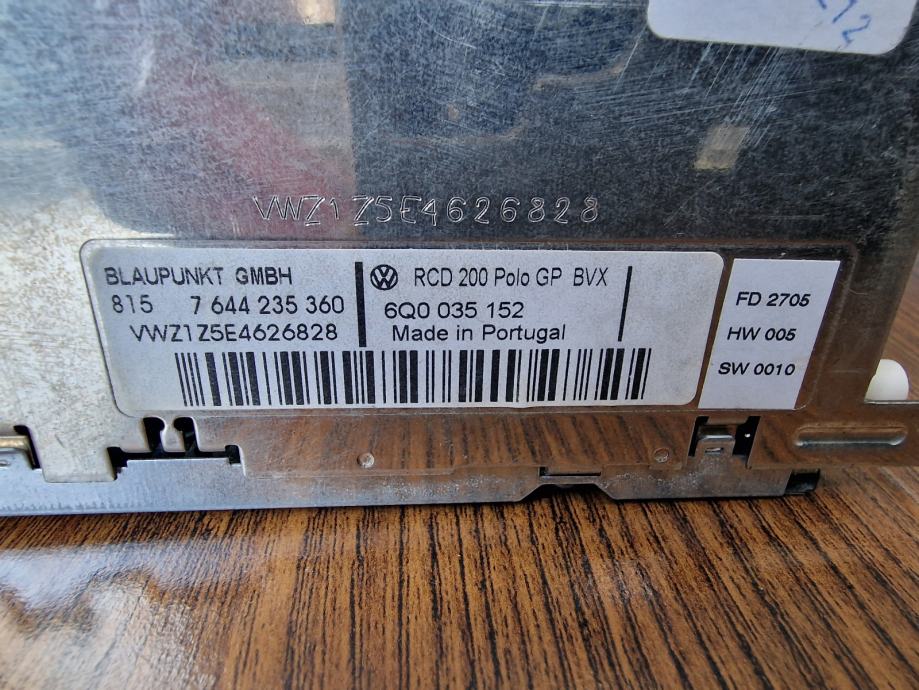 VWZ1Z5E4626828
BLAUPUNKT GMBH
815 7 644 235 360
VWZ1Z5E4626828
RCD 200 Polo GP BVX
6Q0 035 152
Made in Portugal
FD 2705
HW 005
SW 0010